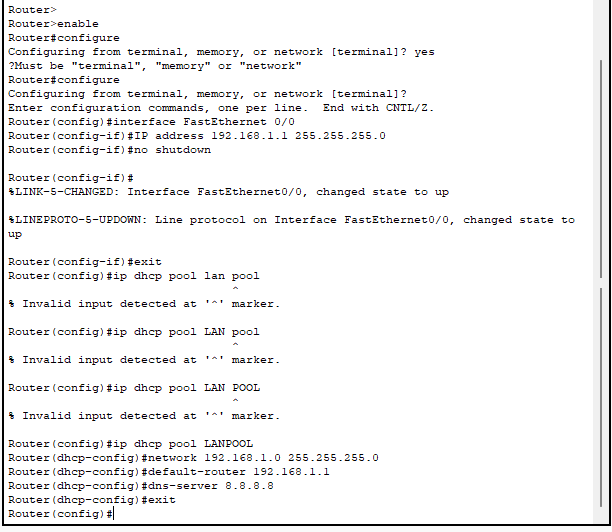 Router>
Router>enable
Router#configure
Configuring from terminal, memory, or network [terminal]? yes
?Must be "terminal", "memory" or "network"
Router#configure
Configuring from terminal, memory, or network [terminal]?
Enter configuration commands, one per line.  End with CNTL/Z.
Router(config)#interface FastEthernet 0/0
Router(config-if)#IP address 192.168.1.1 255.255.255.0
Router(config-if)#no shutdown
Router(config-if)#
%LINK-5-CHANGED: Interface FastEthernet0/0, changed state to up
%LINEPROTO-5-UPDOWN: Line protocol on Interface FastEthernet0/0, changed state to
up
Router(config-if)#exit
Router(config)#ip dhcp pool lan pool
^
% Invalid input detected at '^' marker.
Router(config)#ip dhcp pool LAN pool
^
% Invalid input detected at '^' marker.
Router(config)#ip dhcp pool LAN POOL
^
% Invalid input detected at '^' marker.
Router(config)#ip dhcp pool LANPOOL
Router(dhcp-config)#network 192.168.1.0 255.255.255.0
Router(dhcp-config)#default-router 192.168.1.1
Router(dhcp-config)#dns-server 8.8.8.8
Router(dhcp-config)#exit
Router(config)#